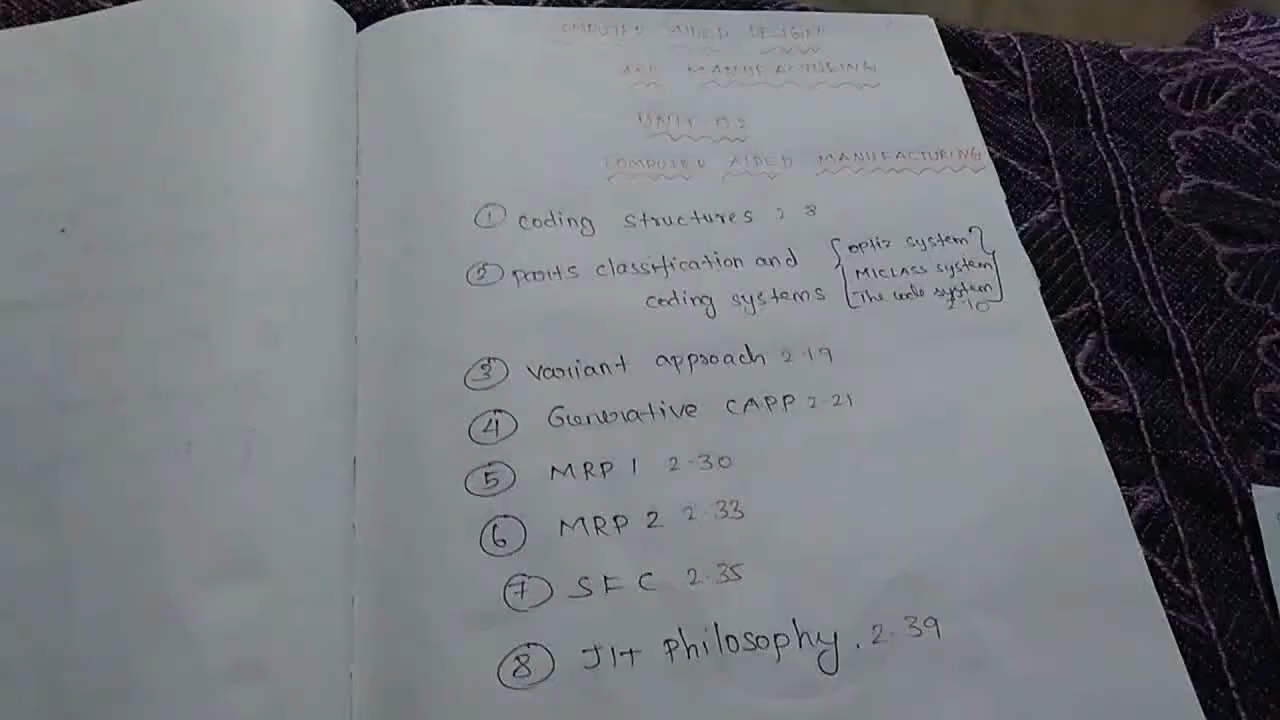 COMPUTER AIDED DESIGN
AND MANUFACTURING
UNIT 02
COMPUTER AIDED MANUFACTURING
① coding structures 2 8
② parts classification and
coding systems
{optiz system}
[MICLASS system
The code system]
2.10
③ Variant approach 2.19
④ Generative CAPP 2.21
⑤ MRP 1 2.30
⑥ MRP 2 2.33
⑦ SFC 2.35
⑧ JIT philosophy. 2.39